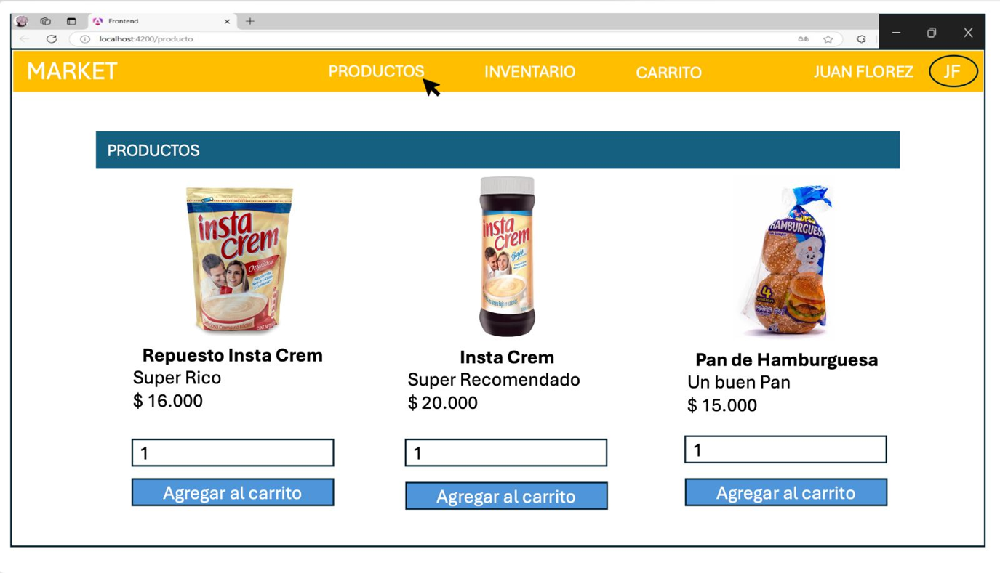 Frontend
localhost:4200/producto
MARKET PRODUCTOS INVENTARIO CARRITO JUAN FLOREZ JF
PRODUCTOS
insta
crem
Original
insta
crem
Bajo
HAMBURGUESA
4
Repuesto Insta Crem
Super Rico
$ 16.000
1
Agregar al carrito
Insta Crem
Super Recomendado
$ 20.000
1
Agregar al carrito
Pan de Hamburguesa
Un buen Pan
$ 15.000
1
Agregar al carrito